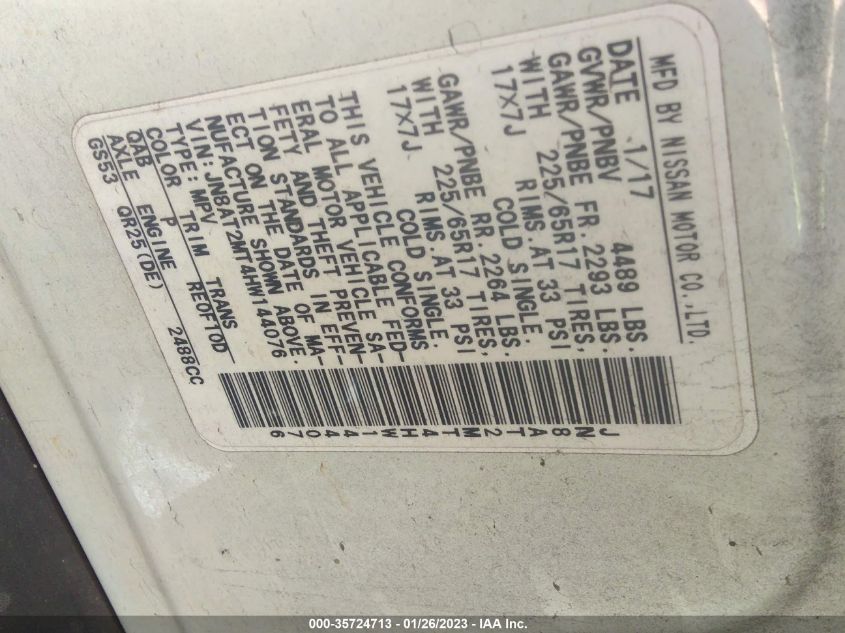 MFD BY NISSAN MOTOR CO.,LTD.
DATE 1/17
GVWR/PNBV 4489 LBS.
GAWR/PNBE FR. 2293 LBS.
WITH 225/65R17 TIRES,
17X7J RIMS.AT 33 PSI
COLD SINGLE.
GAWR/PNBE RR. 2264 LBS.
WITH 225/65R17 TIRES,
17X7J RIMS.AT 33 PSI
COLD SINGLE.
THIS VEHICLE CONFORMS
TO ALL APPLICABLE FED-
ERAL MOTOR VEHICLE SA-
FETY AND THEFT PREVEN-
TION STANDARDS IN EFF-
ECT ON THE DATE OF MA-
NUFACTURE SHOWN ABOVE.
VIN: JN8AT2MT4HW144076
TYPE: MPV
COLOR TRIM TRANS
QAB P RE0F10D
AXLE ENGINE
GS53 QR25(DE) 2488CC
JN8AT2MT4HW144076
000-35724713 - 01/26/2023 - IAA Inc.